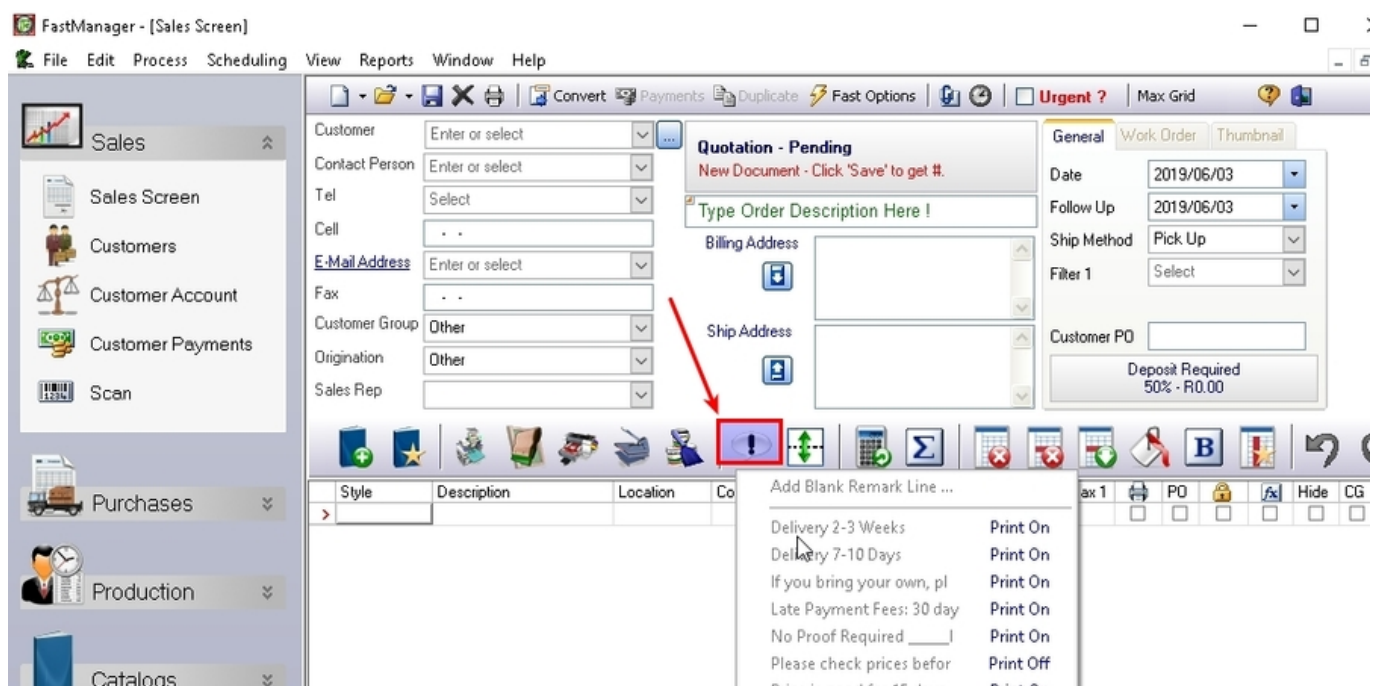 FastManager - [Sales Screen]
File Edit Process Scheduling View Reports Window Help
Convert Payments Duplicate Fast Options Urgent ? Max Grid
Sales
Sales Screen
Customers
Customer Account
Customer Payments
Scan
Purchases
Production
Catalogs
Customer Enter or select ...
Contact Person Enter or select
Tel Select
Cell - -
E-Mail Address Enter or select
Fax - -
Customer Group Other
Origination Other
Sales Rep
Quotation - Pending
New Document - Click 'Save' to get #.
Type Order Description Here !
Billing Address
Ship Address
General Work Order Thumbnail
Date 2019/06/03
Follow Up 2019/06/03
Ship Method Pick Up
Filter 1 Select
Customer PO
Deposit Required
50% - R0.00
Σ B
Style Description Location Co ax 1 PO fx Hide CG
>
Add Blank Remark Line ...
Delivery 2-3 Weeks Print On
Delivery 7-10 Days Print On
If you bring your own, pl Print On
Late Payment Fees: 30 day Print On
No Proof Required _____I Print On
Please check prices befor Print Off